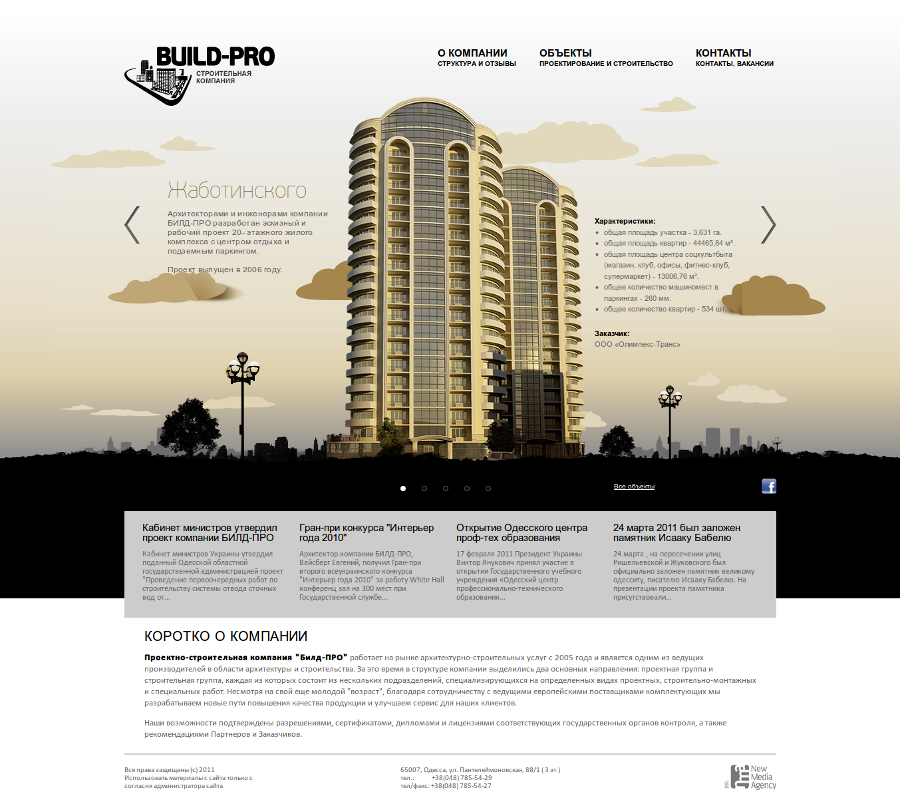 BUILD-PRO
СТРОИТЕЛЬНАЯ
КОМПАНИЯ
О КОМПАНИИ
СТРУКТУРА И ОТЗЫВЫ
ОБЪЕКТЫ
ПРОЕКТИРОВАНИЕ И СТРОИТЕЛЬСТВО
КОНТАКТЫ
КОНТАКТЫ, ВАКАНСИИ
Жаботинского
Архитекторами и инженерами компании
БИЛД-ПРО разработан эскизный и
рабочий проект 20- этажного жилого
комплекса с центром отдыха и
подземным паркингом.
Проект выпущен в 2006 году.
Характеристики:
общая площадь участка - 3,631 га.
общая площадь квартир - 44465,84 м².
общая площадь центра соцкультбыта
(магазин, клуб, офисы, фитнес-клуб,
супермаркет) - 13006,76 м².
общее количество машиномест в
паркингах - 260 мм.
общее количество квартир - 534 шт.
Заказчик:
ООО «Олимпекс-Транс»
Все объекты
f
Кабинет министров утвердил
проект компании БИЛД-ПРО
Кабинет министров Украины утвердил
поданный Одесской областной
государственной администрацией проект
"Проведение первоочередных работ по
строительству системы отвода сточных
вод от...
Гран-при конкурса "Интерьер
года 2010"
Архитектор компании БИЛД-ПРО,
Вайсберг Евгений, получил Гран-при
второго всеукраинского конкурса
"Интерьер года 2010" за работу White Hall
конференц зал на 300 мест при
Государственной службе...
Открытие Одесского центра
проф-тех образования
17 февраля 2011 Президент Украины
Виктор Янукович принял участие в
открытии Государственного учебного
учреждения «Одесский центр
профессионально-технического
образования...
24 марта 2011 был заложен
памятник Исааку Бабелю
24 марта , на пересечении улиц
Ришельевской и Жуковского был
официально заложен памятник великому
одесситу, писателю Исааку Бабелю. На
презентации проекта памятника
присутствовали...
КОРОТКО О КОМПАНИИ
Проектно-строительная компания "Билд-ПРО" работает на рынке архитектурно-строительных услуг с 2005 года и является одним из ведущих
производителей в области архитектуры и строительства. За это время в структуре компании выделились два основных направления: проектная группа и
строительная группа, каждая из которых состоит из нескольких подразделений, специализирующихся на определенных видах проектных, строительно-монтажных
и специальных работ. Несмотря на свой еще молодой "возраст", благодаря сотрудничеству с ведущими европейскими поставщиками комплектующих мы
разрабатываем новые пути повышения качества продукции и улучшаем сервис для наших клиентов.
Наши возможности подтверждены разрешениями, сертификатами, дипломами и лицензиями соответствующих государственных органов контроля, а также
рекомендациями Партнеров и Заказчиков.
Все права защищены (c) 2011
Использовать материалы с сайта только с
согласия администратора сайта
65007, Одесса, ул. Пантелеймоновская, 88/1 ( 3 эт.)
тел.: +38(048) 785-54-29
тел/факс: +38(048) 785-54-27
New
Media
Agency